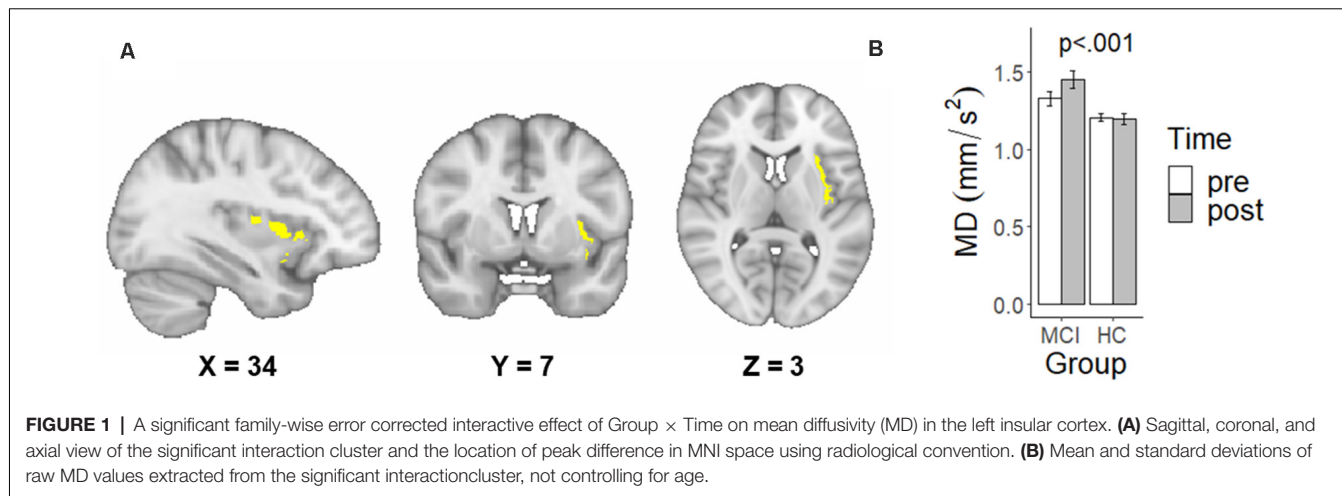 A
B
X = 34
Y = 7
Z = 3
p<.001
MD (mm/s²)
1.5
1.0
0.5
0.0
MCI HC
Group
Time
pre
post
FIGURE 1 | A significant family-wise error corrected interactive effect of Group × Time on mean diffusivity (MD) in the left insular cortex. (A) Sagittal, coronal, and
axial view of the significant interaction cluster and the location of peak difference in MNI space using radiological convention. (B) Mean and standard deviations of
raw MD values extracted from the significant interactioncluster, not controlling for age.